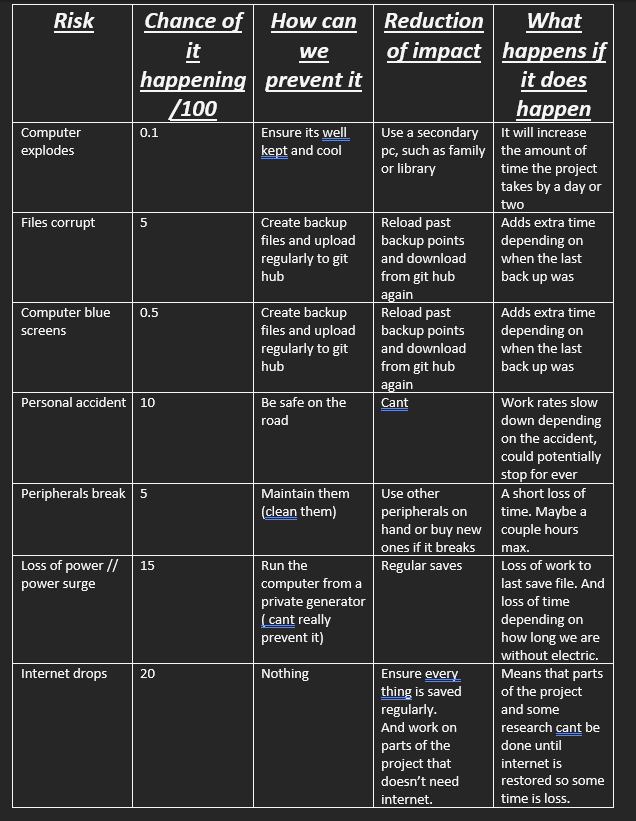 Risk
Chance of
it
happening
/100
How can
we
prevent it
Reduction
of impact
What
happens if
it does
happen
Computer
explodes
0.1
Ensure its well
kept and cool
Use a secondary
pc, such as family
or library
It will increase
the amount of
time the project
takes by a day or
two
Files corrupt
5
Create backup
files and upload
regularly to git
hub
Reload past
backup points
and download
from git hub
again
Adds extra time
depending on
when the last
back up was
Computer blue
screens
0.5
Create backup
files and upload
regularly to git
hub
Reload past
backup points
and download
from git hub
again
Adds extra time
depending on
when the last
back up was
Personal accident
10
Be safe on the
road
Cant
Work rates slow
down depending
on the accident,
could potentially
stop for ever
Peripherals break
5
Maintain them
(clean them)
Use other
peripherals on
hand or buy new
ones if it breaks
A short loss of
time. Maybe a
couple hours
max.
Loss of power //
power surge
15
Run the
computer from a
private generator
( cant really
prevent it)
Regular saves
Loss of work to
last save file. And
loss of time
depending on
how long we are
without electric.
Internet drops
20
Nothing
Ensure every
thing is saved
regularly.
And work on
parts of the
project that
doesn't need
internet.
Means that parts
of the project
and some
research cant be
done until
internet is
restored so some
time is loss.